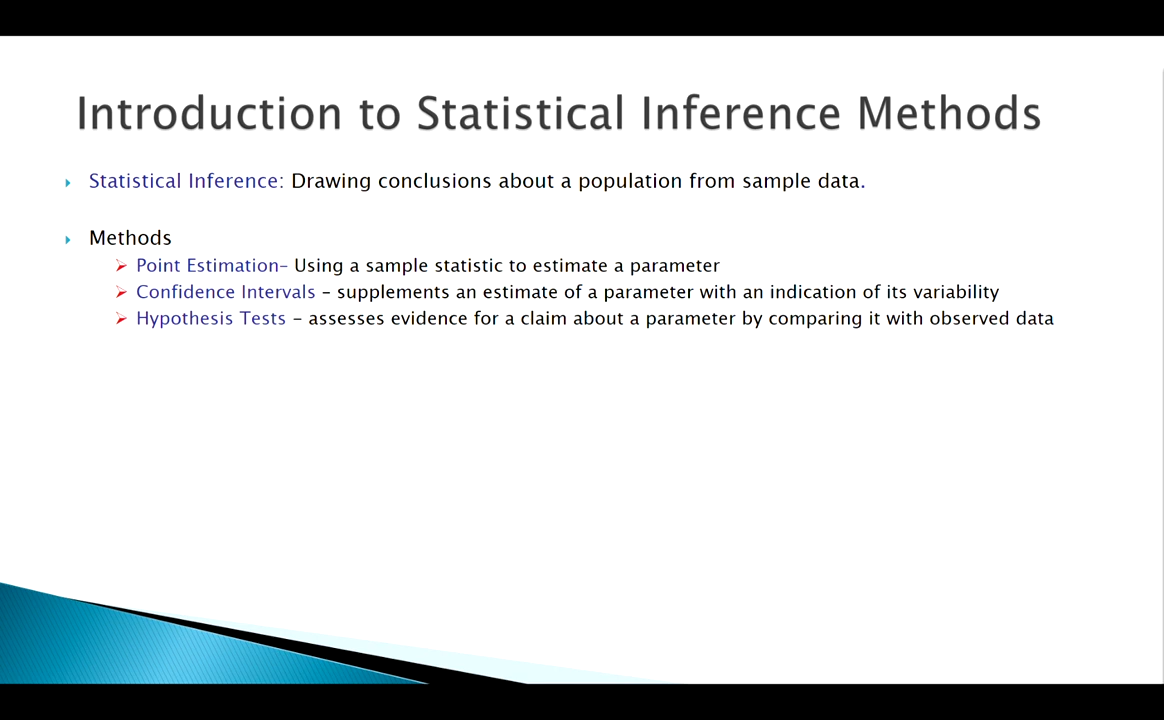 Introduction to Statistical Inference Methods
Statistical Inference: Drawing conclusions about a population from sample data.
Methods
Point Estimation– Using a sample statistic to estimate a parameter
Confidence Intervals – supplements an estimate of a parameter with an indication of its variability
Hypothesis Tests – assesses evidence for a claim about a parameter by comparing it with observed data